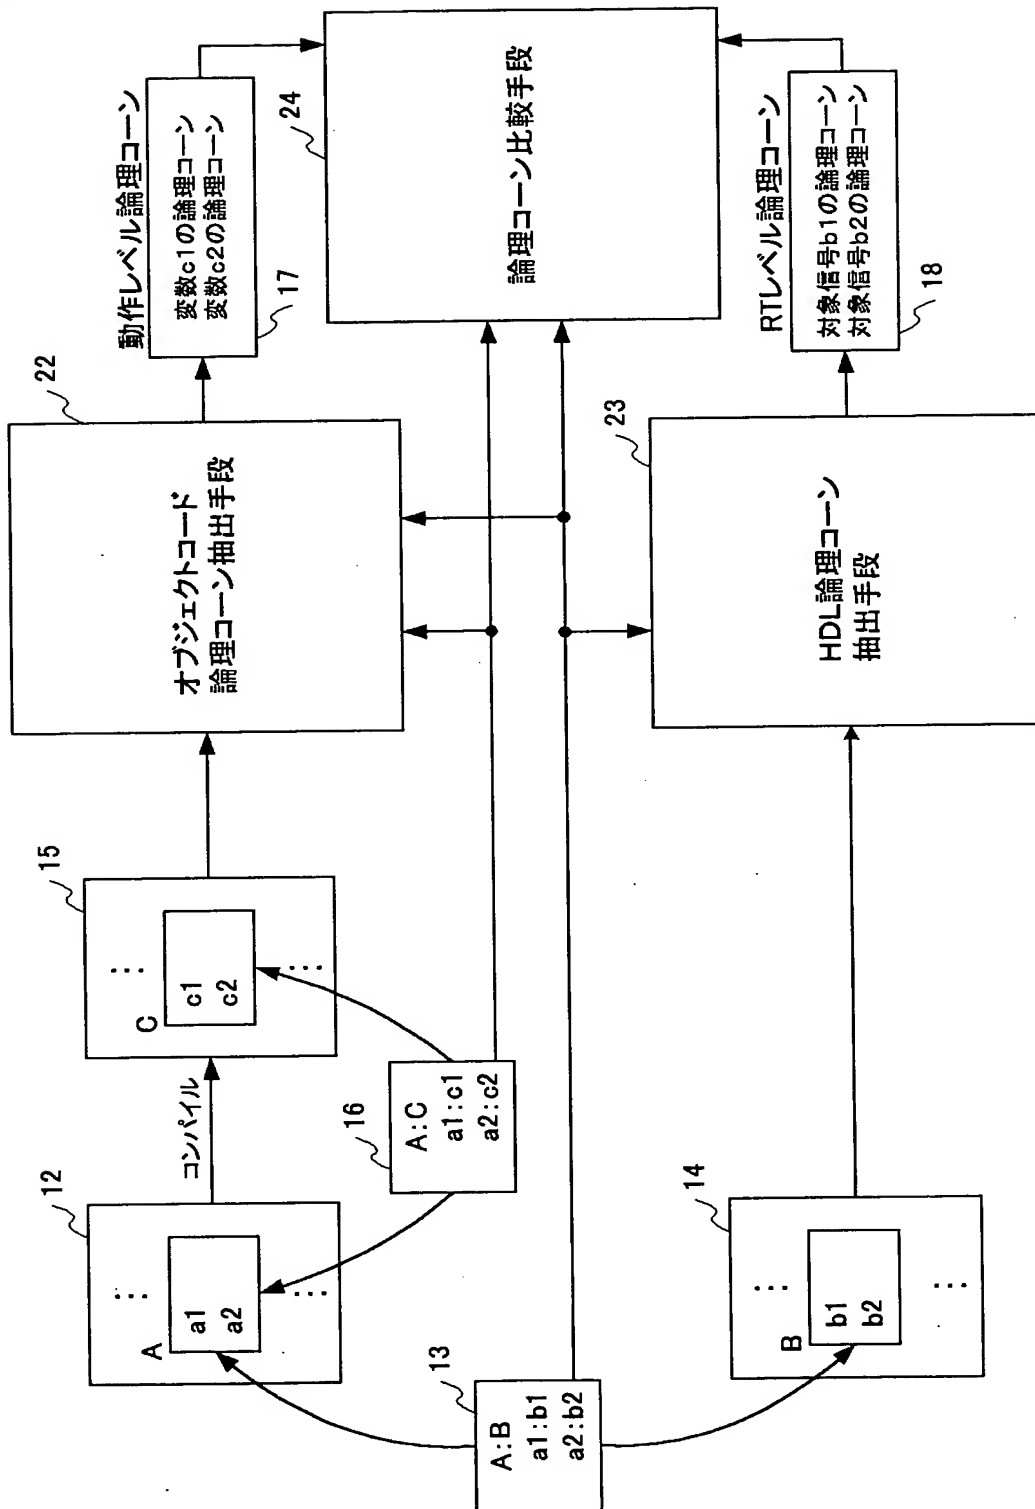 12
A
a1
a2
コンパイル
15
C
c1
c2
22
オブジェクトコード
論理コーン抽出手段
動作レベル論理コーン
変数c1の論理コーン
変数c2の論理コーン
17
24
論理コーン比較手段
16
A:C
a1:c1
a2:c2
13
A:B
a1:b1
a2:b2
14
B
b1
b2
23
HDL論理コーン
抽出手段
RTレベル論理コーン
対象信号b1の論理コーン
対象信号b2の論理コーン
18